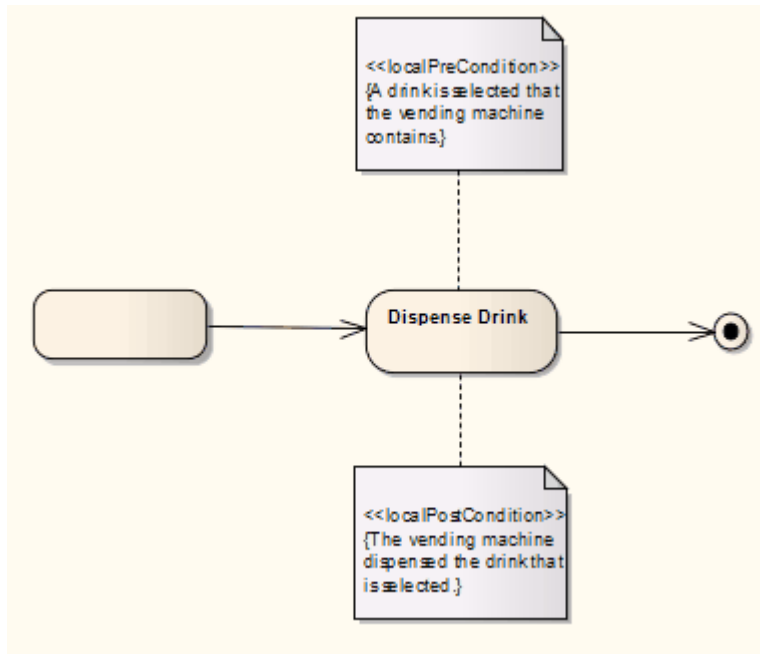 <<localPreCondition>>
{A drink is selected that
the vending machine
contains.}
Dispense Drink
<<localPostCondition>>
{The vending machine
dispensed the drink that
is selected.}